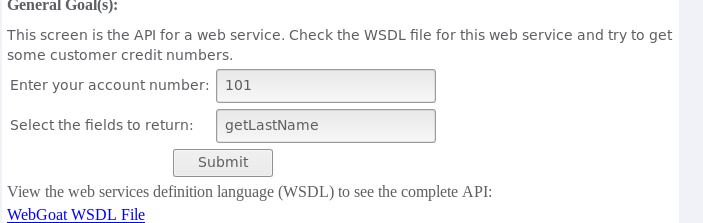 General Goal(s):
This screen is the API for a web service. Check the WSDL file for this web service and try to get
some customer credit numbers.
Enter your account number: 101
Select the fields to return: getLastName
Submit
View the web services definition language (WSDL) to see the complete API:
WebGoat WSDL File